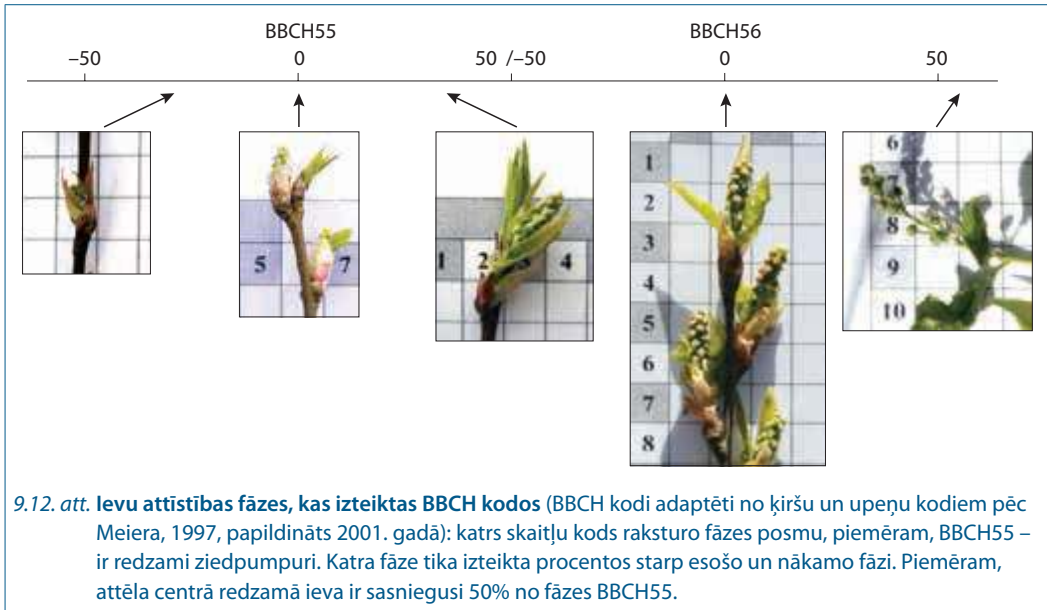 BBCH55 BBCH56
–50 0 50 /–50 0 50
5 7
1 2 3 4
1
2
3
4
5
6
7
8
6
7
8
9
10
9.12. att. Ievu attīstības fāzes, kas izteiktas BBCH kodos (BBCH kodi adaptēti no ķiršu un upeņu kodiem pēc
Meiera, 1997, papildināts 2001. gadā): katrs skaitļu kods raksturo fāzes posmu, piemēram, BBCH55 –
ir redzami ziedpumpuri. Katra fāze tika izteikta procentos starp esošo un nākamo fāzi. Piemēram,
attēla centrā redzamā ieva ir sasniegusi 50% no fāzes BBCH55.